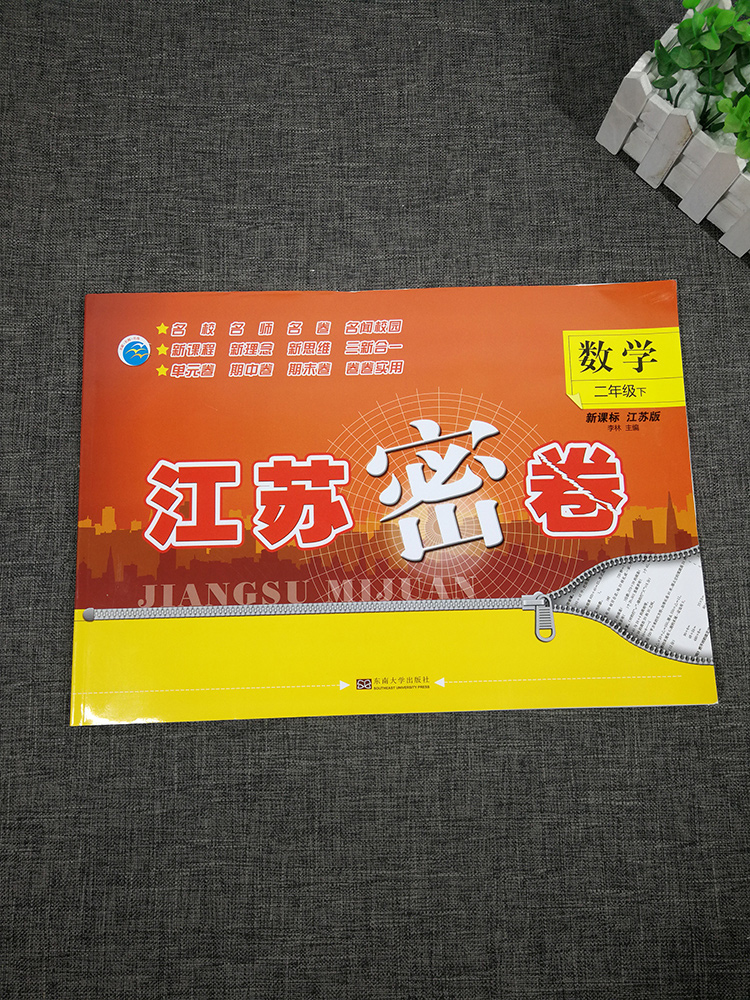 ★名校 名师 名卷 名闻校园
★新课程 新理念 新思维 三新合一
★单元卷 期中卷 期末卷 卷卷实用
数学
二年级下
新课标 江苏版
李林 主编
江苏密卷
JIANGSU MIJUAN
东南大学出版社
SOUTHEAST UNIVERSITY PRESS